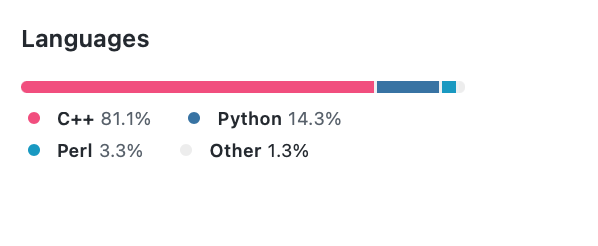 Languages
C++ 81.1% Python 14.3%
Perl 3.3% Other 1.3%